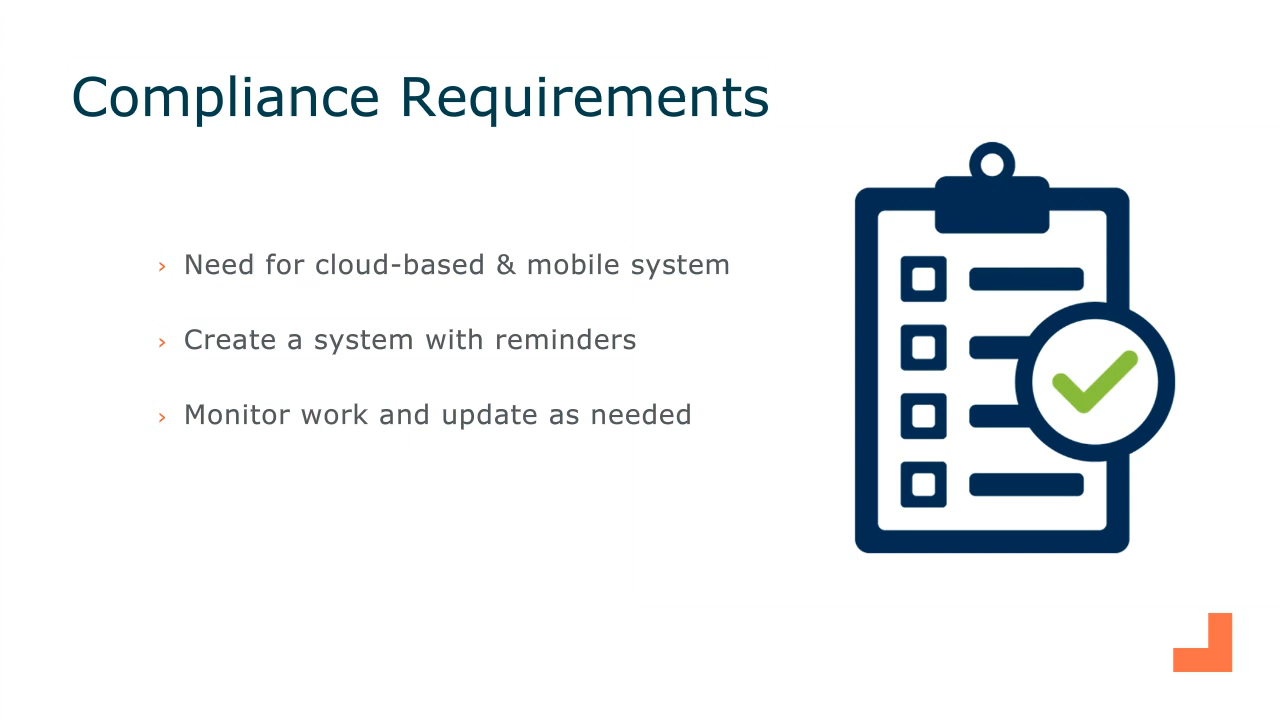 Compliance Requirements
› Need for cloud-based & mobile system
› Create a system with reminders
› Monitor work and update as needed